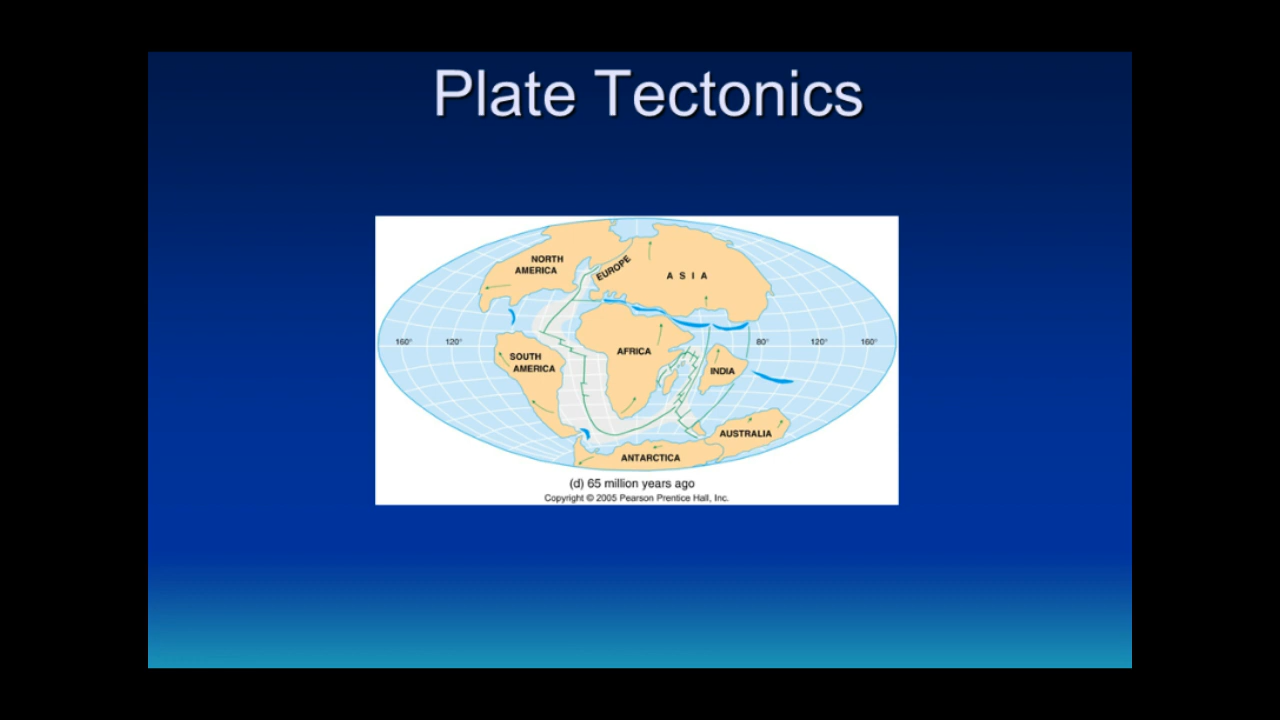 Plate Tectonics
NORTH
AMERICA
EUROPE
A S I A
160° 120°
AFRICA
80° 120° 160°
SOUTH
AMERICA
INDIA
AUSTRALIA
ANTARCTICA
(d) 65 million years ago
Copyright © 2005 Pearson Prentice Hall, Inc.